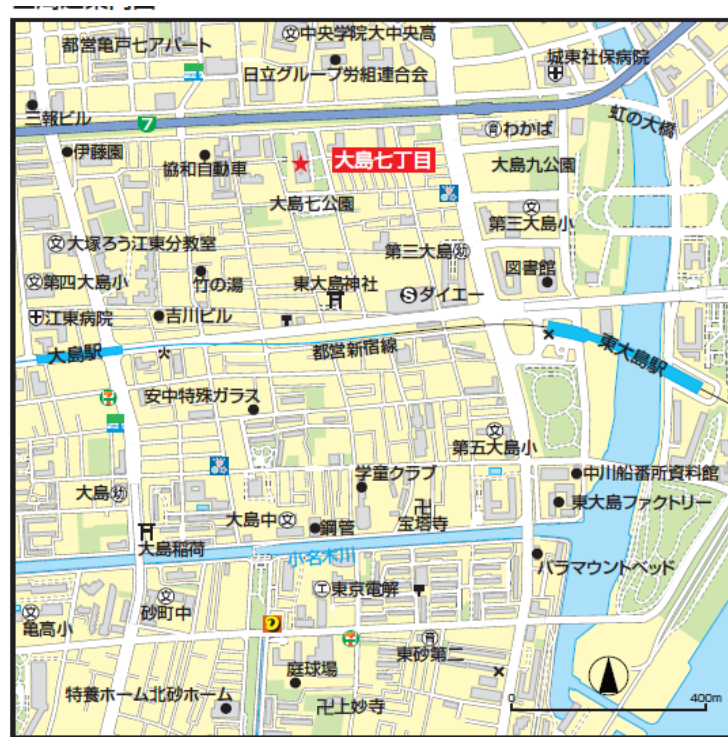 中央学院大中央高
都営亀戸七アパート
日立グループ労組連合会
城東社保病院
三報ビル
7
虹の大橋
わかば
伊藤園
協和自動車
大島七丁目
大島九公園
大島七公園
第三大島小
大塚ろう江東分教室
第三大島
図書館
第四大島小
竹の湯
東大島神社
Sダイエー
江東病院
吉川ビル
大島駅
都営新宿線
東大島駅
安中特殊ガラス
第五大島小
学童クラブ
中川船番所資料館
大島
大島中
鋼管
宝塔寺
東大島ファクトリー
大島稲荷
小名木川
パラマウントベッド
東京電解
砂町中
亀高小
東砂第二
庭球場
特養ホーム北砂ホーム
上妙寺
0 400m